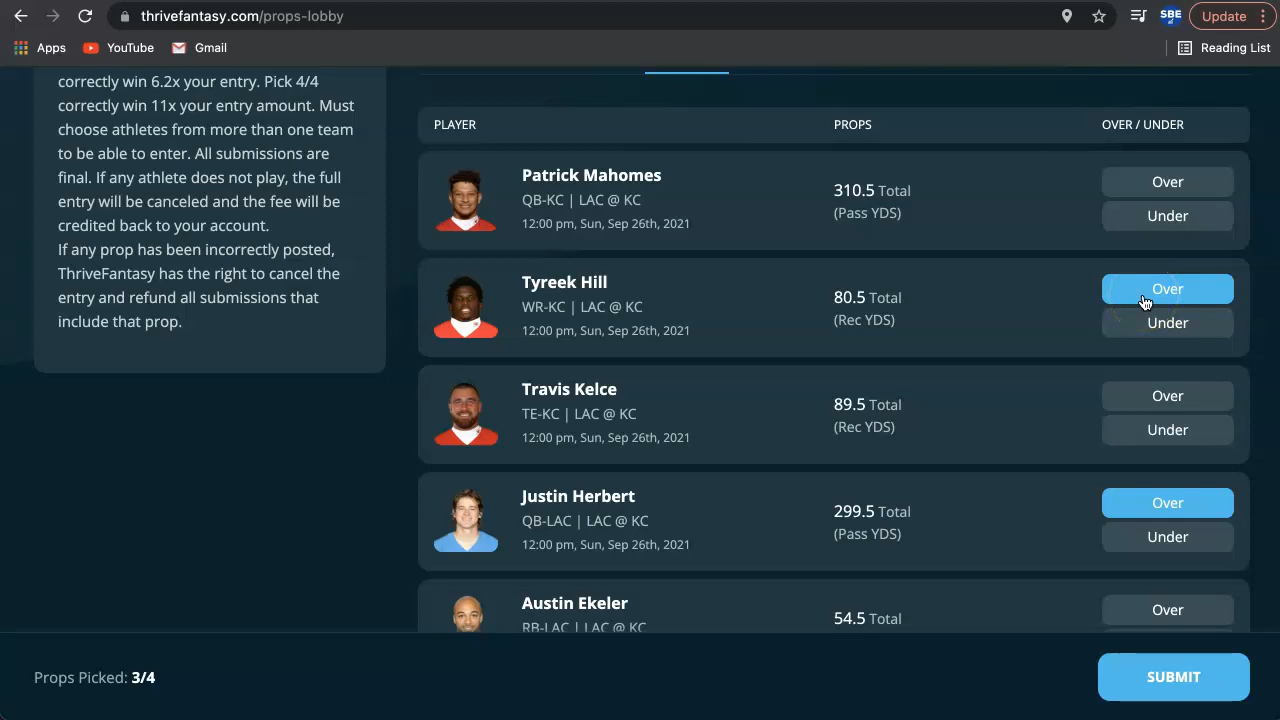 thrivefantasy.com/props-lobby
SBE
Update
Apps
YouTube
Gmail
Reading List
correctly win 6.2x your entry. Pick 4/4
correctly win 11x your entry amount. Must
choose athletes from more than one team
to be able to enter. All submissions are
final. If any athlete does not play, the full
entry will be canceled and the fee will be
credited back to your account.
If any prop has been incorrectly posted,
ThriveFantasy has the right to cancel the
entry and refund all submissions that
include that prop.
PLAYER
PROPS
OVER / UNDER
Patrick Mahomes
QB-KC | LAC @ KC
12:00 pm, Sun, Sep 26th, 2021
310.5 Total
(Pass YDS)
Over
Under
Tyreek Hill
WR-KC | LAC @ KC
12:00 pm, Sun, Sep 26th, 2021
80.5 Total
(Rec YDS)
Over
Under
Travis Kelce
TE-KC | LAC @ KC
12:00 pm, Sun, Sep 26th, 2021
89.5 Total
(Rec YDS)
Over
Under
Justin Herbert
QB-LAC | LAC @ KC
12:00 pm, Sun, Sep 26th, 2021
299.5 Total
(Pass YDS)
Over
Under
Austin Ekeler
RB-LAC | LAC @ KC
54.5 Total
Over
Props Picked: 3/4
SUBMIT